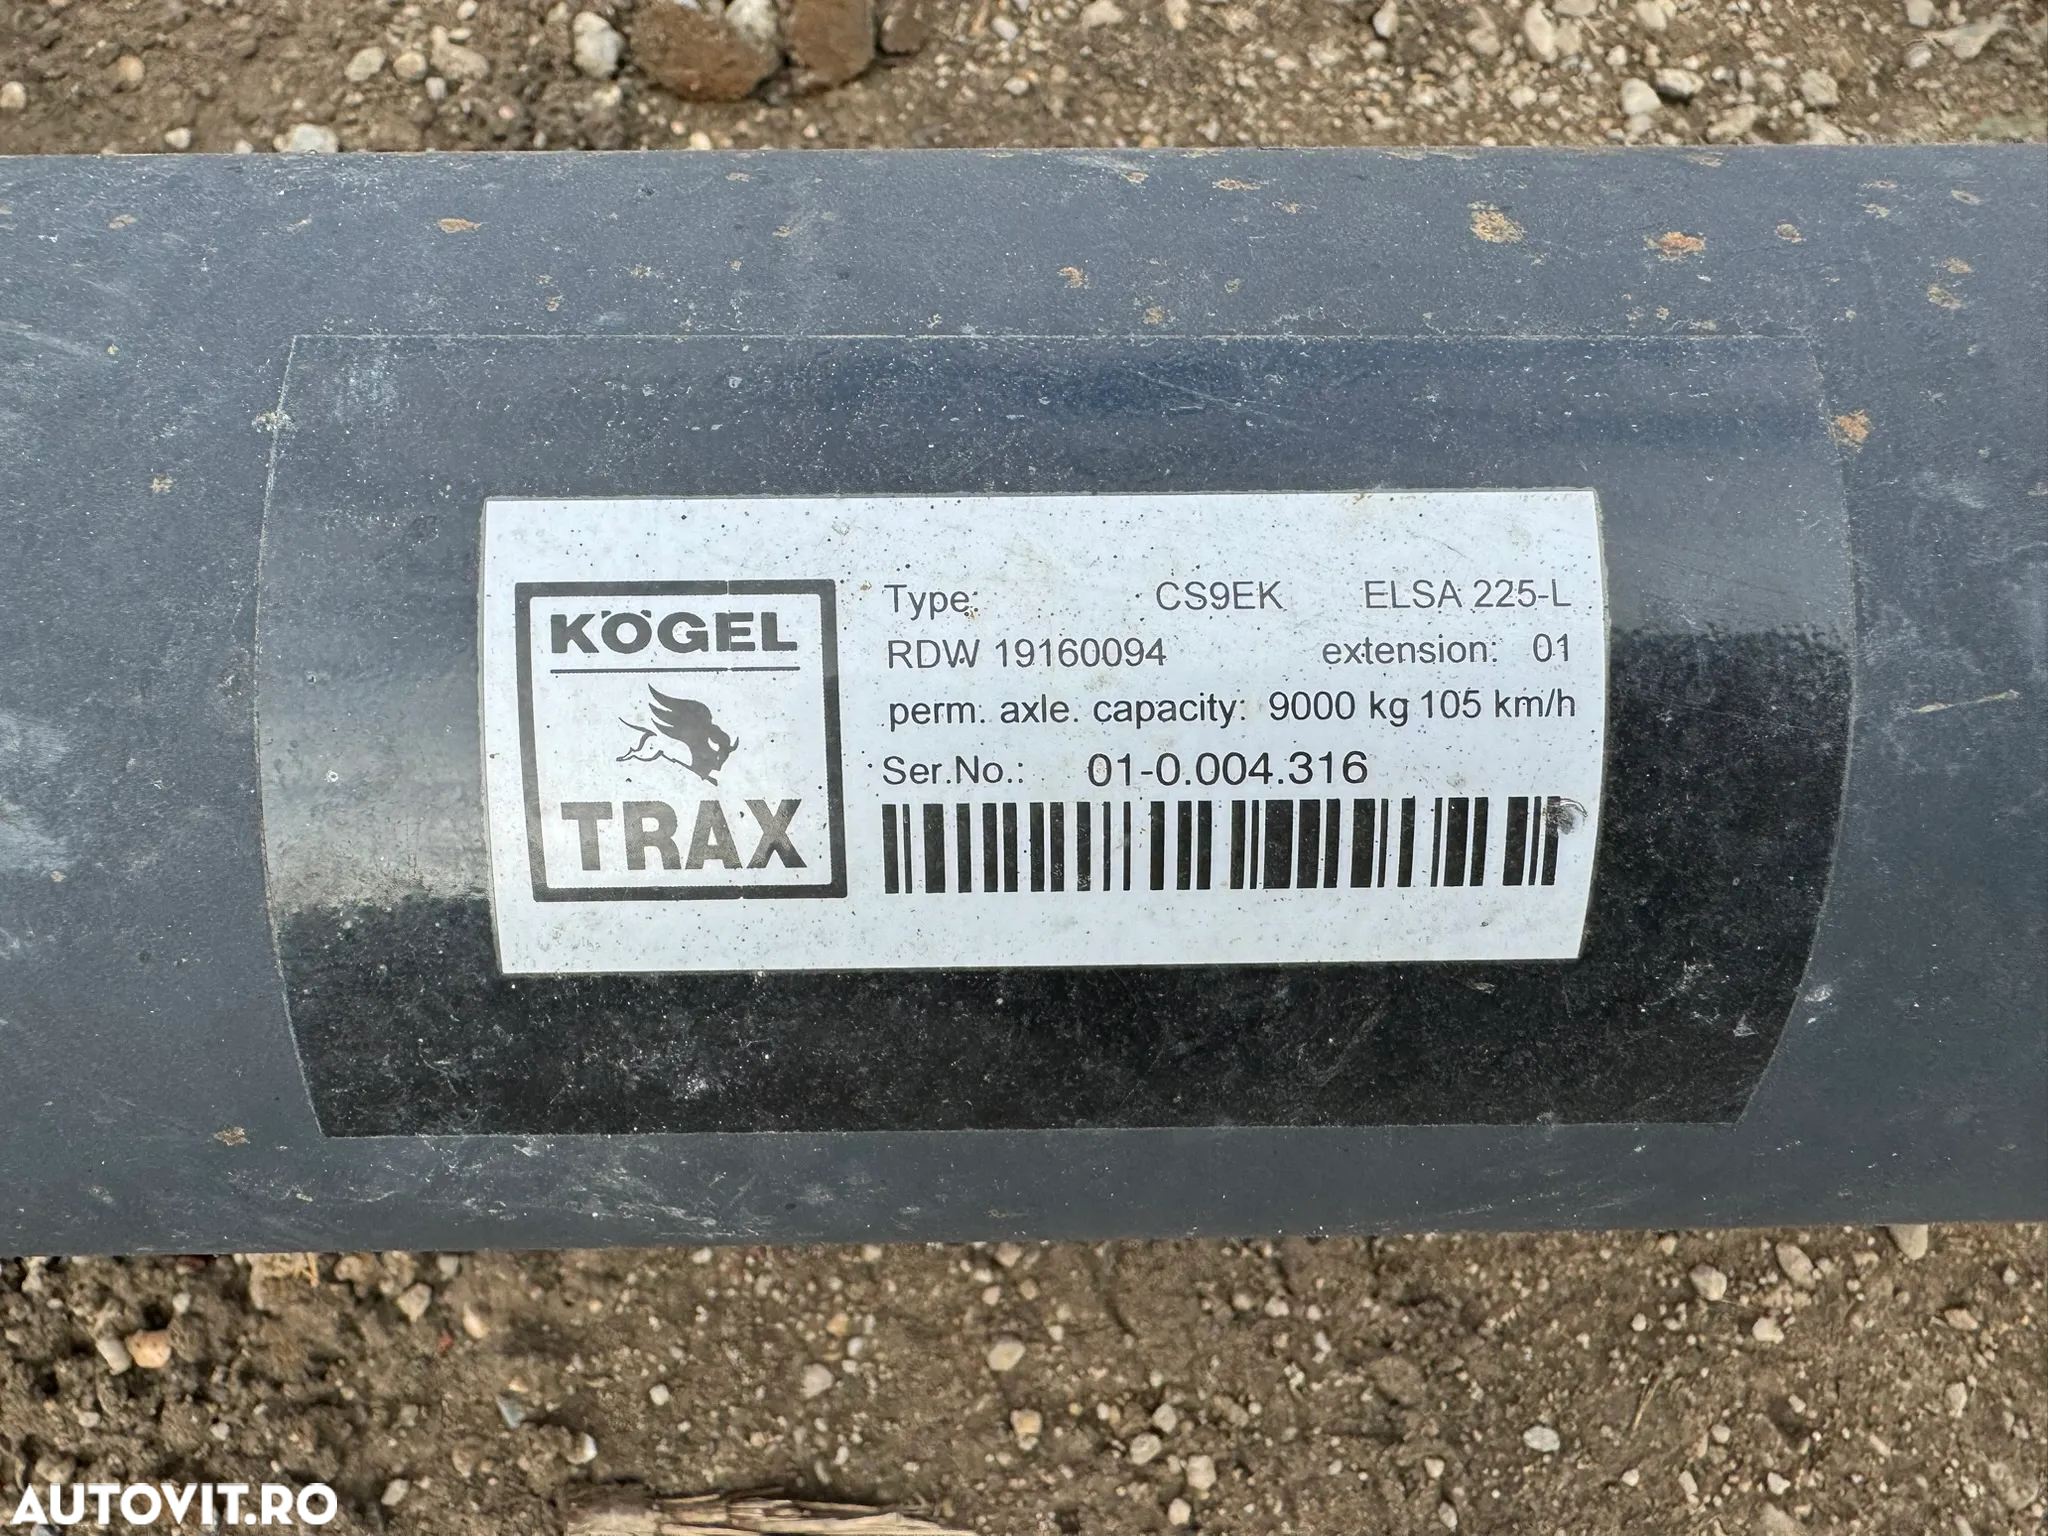 KÖGEL
TRAX
Type: CS9EK ELSA 225-L
RDW 19160094 extension: 01
perm. axle. capacity: 9000 kg 105 km/h
Ser.No.: 01-0.004.316
AUTOVIT.RO